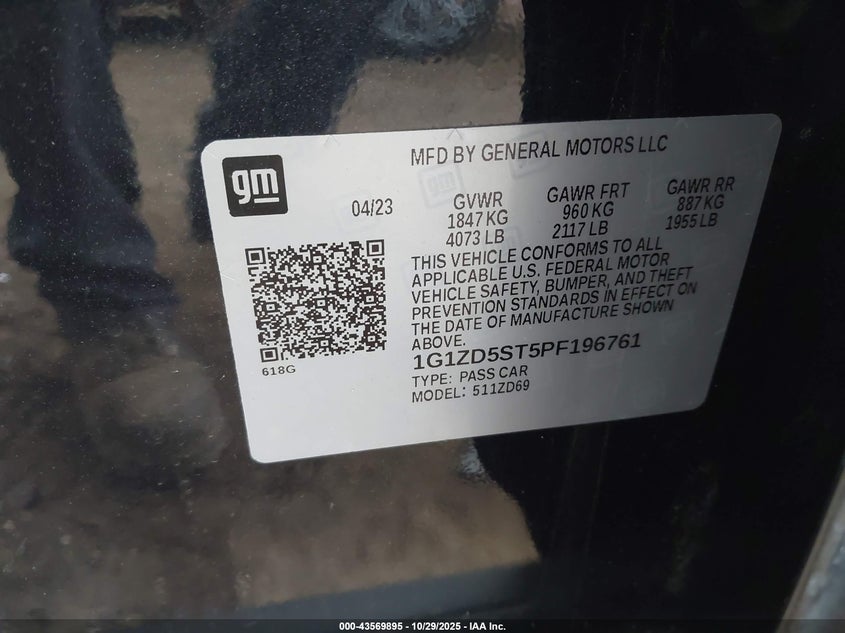 gm
MFD BY GENERAL MOTORS LLC
04/23
GVWR
1847 KG
4073 LB
GAWR FRT
960 KG
2117 LB
GAWR RR
887 KG
1955 LB
THIS VEHICLE CONFORMS TO ALL
APPLICABLE U.S. FEDERAL MOTOR
VEHICLE SAFETY, BUMPER, AND THEFT
PREVENTION STANDARDS IN EFFECT ON
THE DATE OF MANUFACTURE SHOWN
ABOVE.
1G1ZD5ST5PF196761
TYPE: PASS CAR
MODEL: 511ZD69
618G
000-43569895 - 10/29/2025 - IAA Inc.